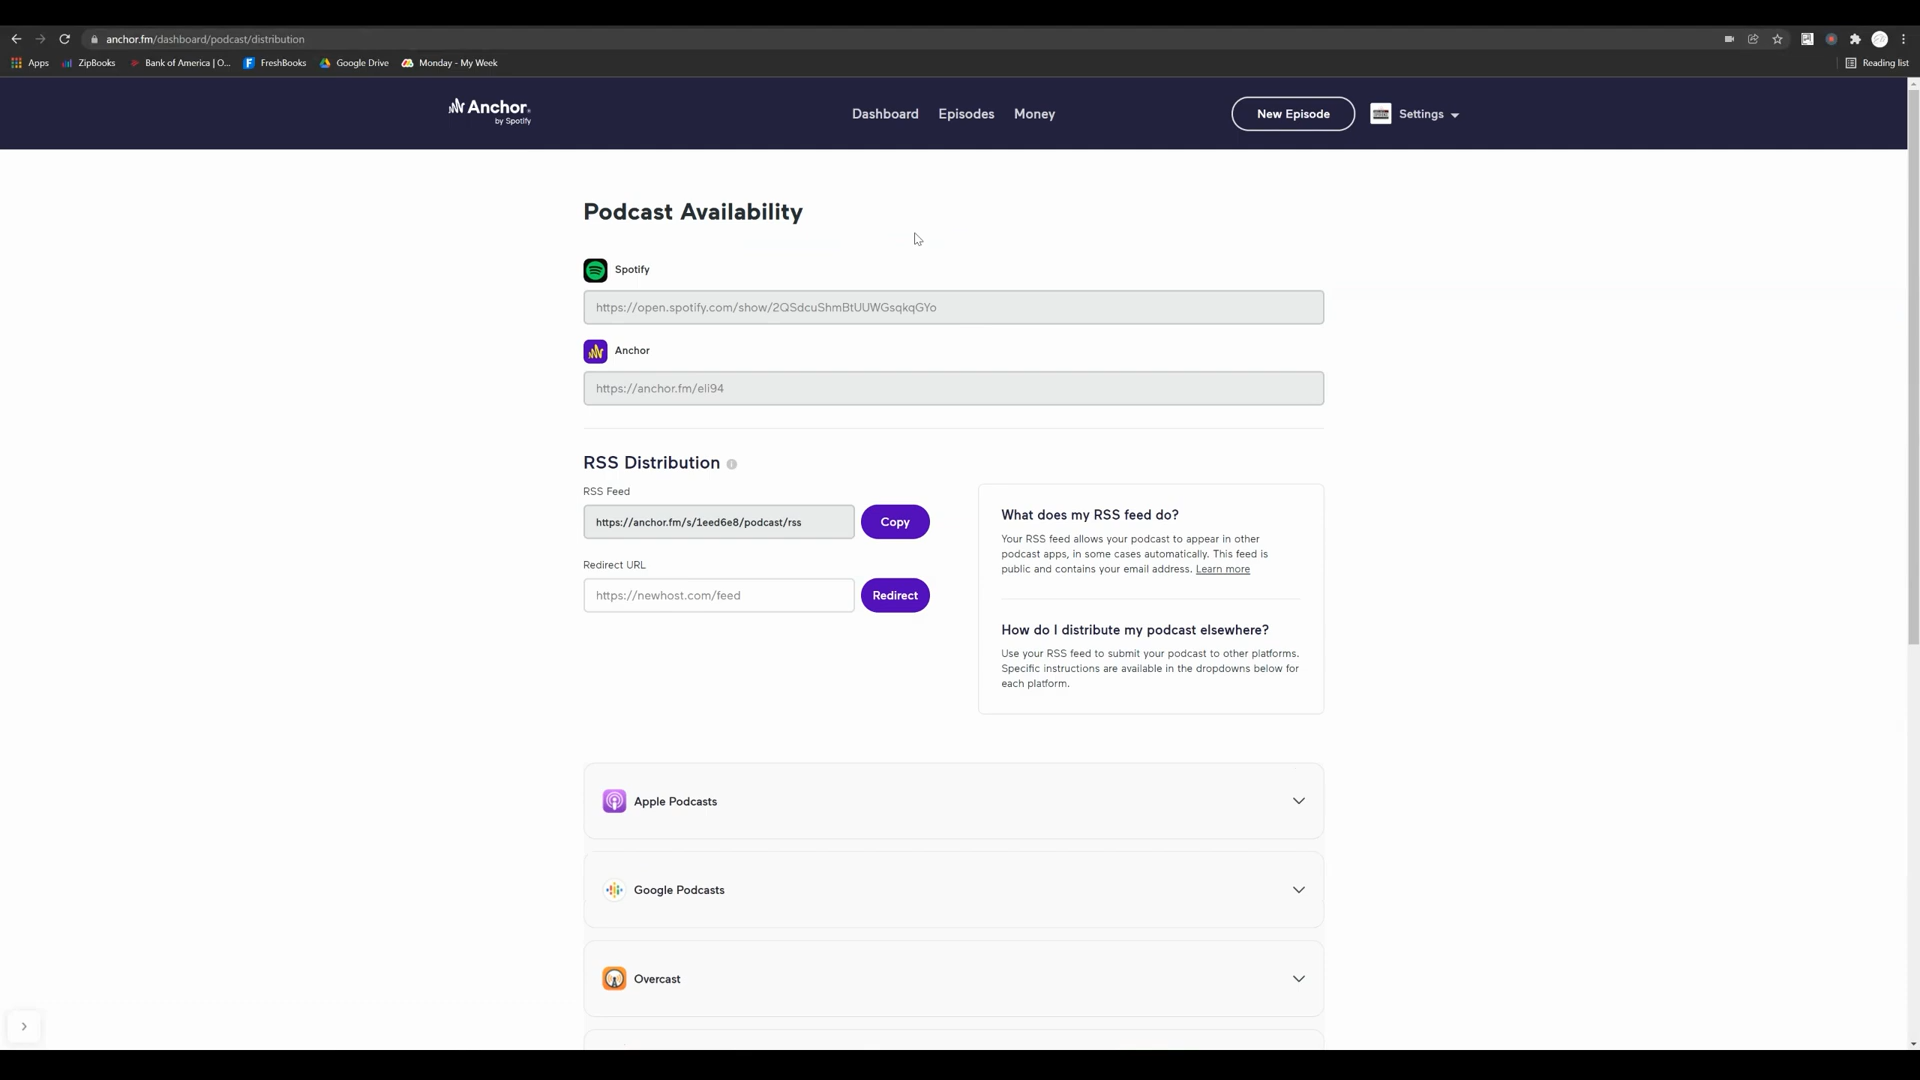 anchor.fm/dashboard/podcast/distribution
Apps ZipBooks Bank of America | O... FreshBooks Google Drive Monday - My Week Reading list
Anchor
by Spotify
Dashboard Episodes Money New Episode Settings
Podcast Availability
Spotify
https://open.spotify.com/show/2QSdcuShmBtUUWGsqkqGYo
Anchor
https://anchor.fm/eli94
RSS Distribution
RSS Feed
https://anchor.fm/s/1eed6e8/podcast/rss Copy
Redirect URL
https://newhost.com/feed Redirect
What does my RSS feed do?
Your RSS feed allows your podcast to appear in other
podcast apps, in some cases automatically. This feed is
public and contains your email address. Learn more
How do I distribute my podcast elsewhere?
Use your RSS feed to submit your podcast to other platforms.
Specific instructions are available in the dropdowns below for
each platform.
Apple Podcasts
Google Podcasts
Overcast